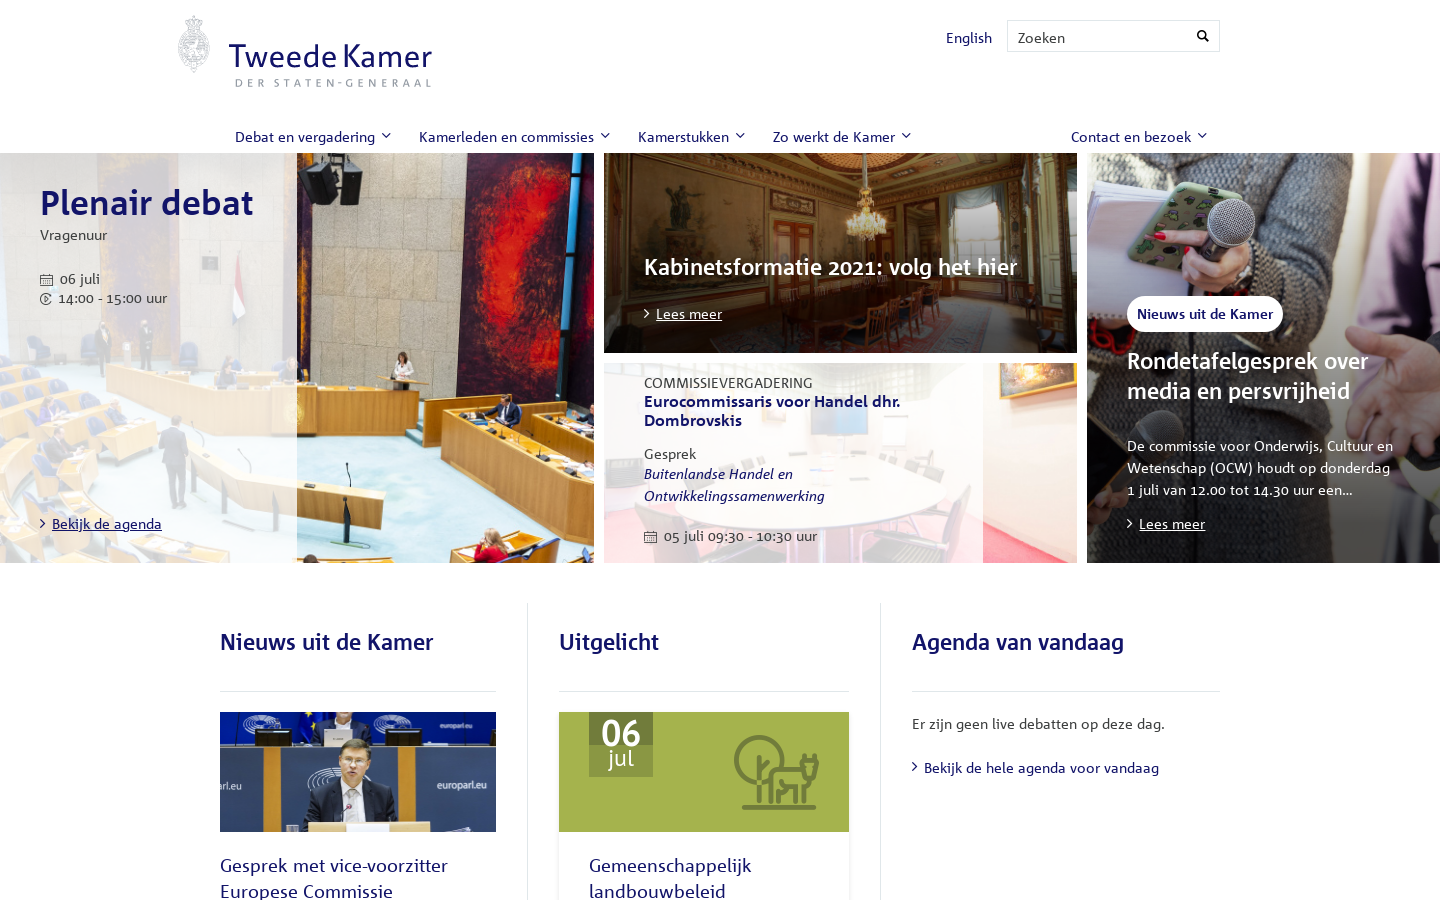 Tweede Kamer
DER STATEN-GENERAAL
English
Zoeken
Debat en vergadering
Kamerleden en commissies
Kamerstukken
Zo werkt de Kamer
Contact en bezoek
Plenair debat
Vragenuur
06 juli
14:00 - 15:00 uur
Bekijk de agenda
Kabinetsformatie 2021: volg het hier
Lees meer
COMMISSIEVERGADERING
Eurocommissaris voor Handel dhr.
Dombrovskis
Gesprek
Buitenlandse Handel en
Ontwikkelingssamenwerking
05 juli 09:30 - 10:30 uur
Nieuws uit de Kamer
Rondetafelgesprek over
media en persvrijheid
De commissie voor Onderwijs, Cultuur en
Wetenschap (OCW) houdt op donderdag
1 juli van 12.00 tot 14.30 uur een...
Lees meer
Nieuws uit de Kamer
europarl.eu
europarl.eu
rl.eu
europarl.eu
Gesprek met vice-voorzitter
Europese Commissie
Uitgelicht
06
jul
Gemeenschappelijk
landbouwbeleid
Agenda van vandaag
Er zijn geen live debatten op deze dag.
Bekijk de hele agenda voor vandaag